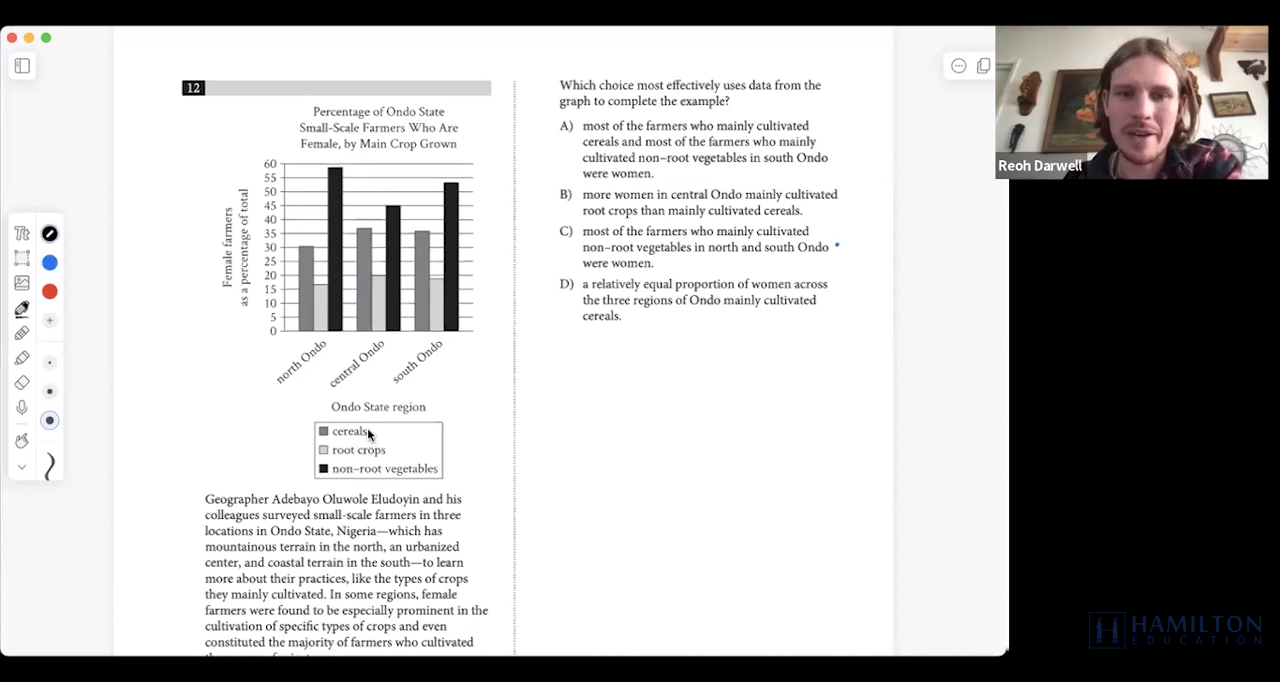 12
Percentage of Ondo State
Small-Scale Farmers Who Are
Female, by Main Crop Grown
Female farmers
as a percentage of total
60
55
50
45
40
35
30
25
20
15
10
5
0
north Ondo
central Ondo
south Ondo
Ondo State region
cereals
root crops
non–root vegetables
Geographer Adebayo Oluwole Eludoyin and his
colleagues surveyed small-scale farmers in three
locations in Ondo State, Nigeria—which has
mountainous terrain in the north, an urbanized
center, and coastal terrain in the south—to learn
more about their practices, like the types of crops
they mainly cultivated. In some regions, female
farmers were found to be especially prominent in the
cultivation of specific types of crops and even
constituted the majority of farmers who cultivated
Which choice most effectively uses data from the
graph to complete the example?
A) most of the farmers who mainly cultivated
cereals and most of the farmers who mainly
cultivated non–root vegetables in south Ondo
were women.
B) more women in central Ondo mainly cultivated
root crops than mainly cultivated cereals.
C) most of the farmers who mainly cultivated
non–root vegetables in north and south Ondo
were women.
D) a relatively equal proportion of women across
the three regions of Ondo mainly cultivated
cereals.
Reoh Darwell
Tt
HAMILTON
EDUCATION